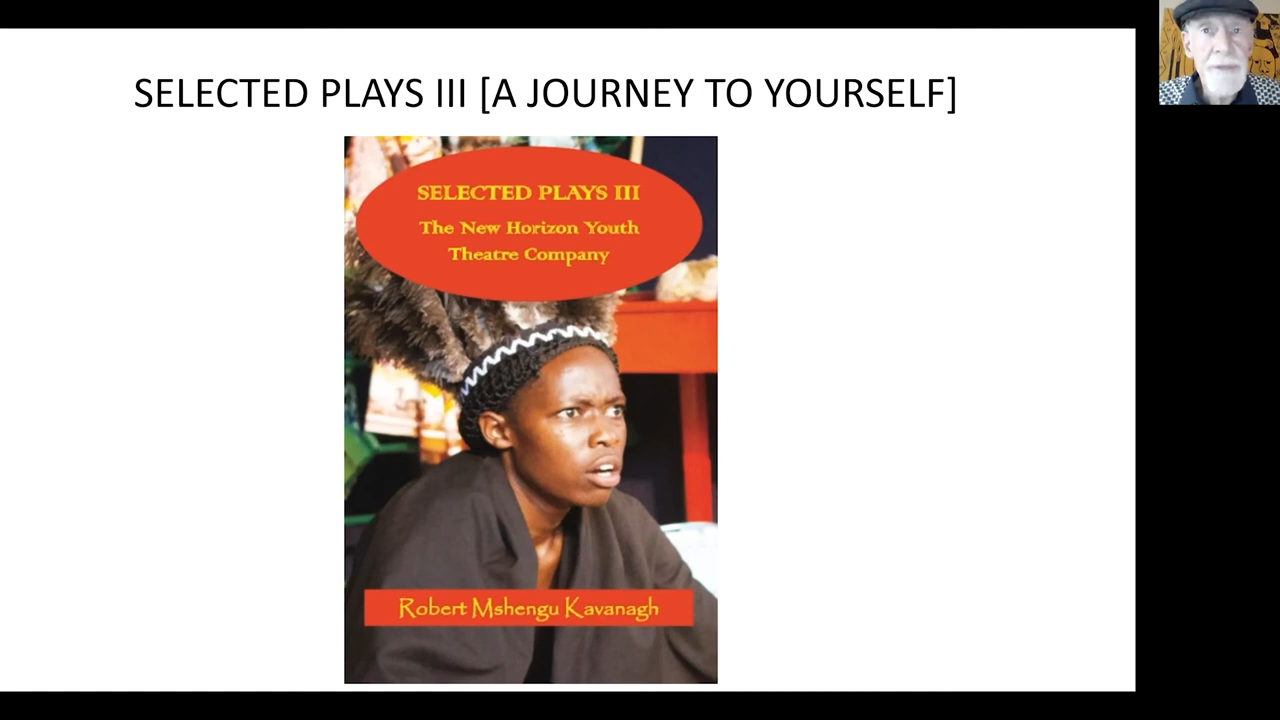 SELECTED PLAYS III [A JOURNEY TO YOURSELF]
SELECTED PLAYS III
The New Horizon Youth
Theatre Company
Robert Mshengu Kavanagh